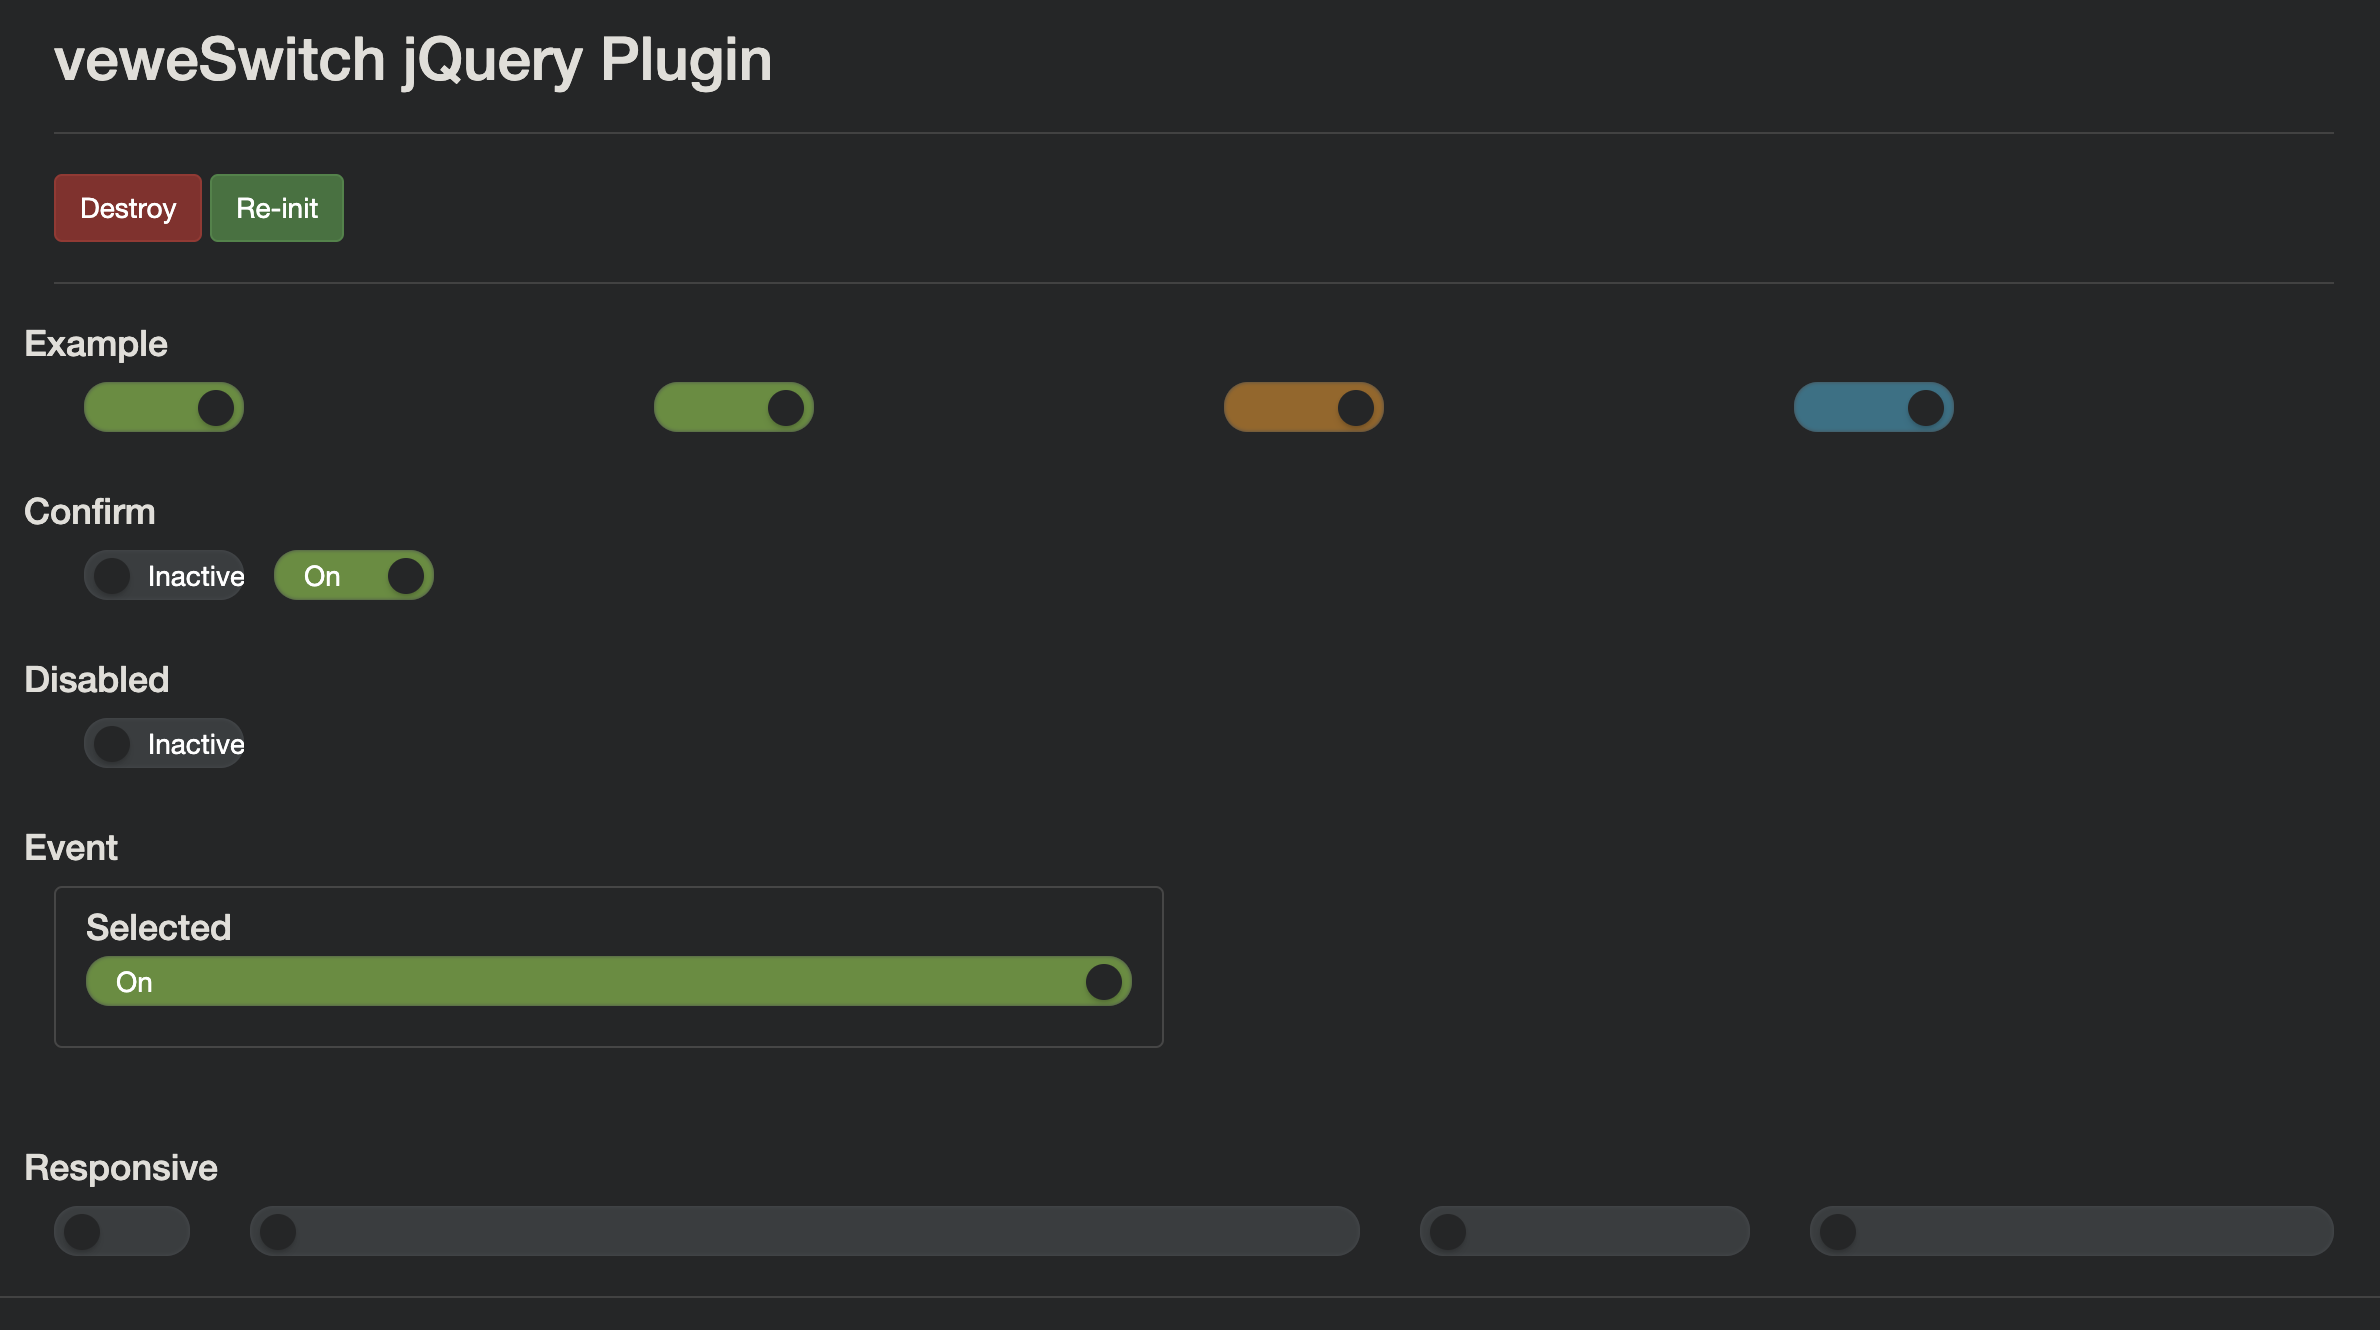 veweSwitch jQuery Plugin
Destroy Re-init
Example
Confirm
Inactive On
Disabled
Inactive
Event
Selected
On
Responsive